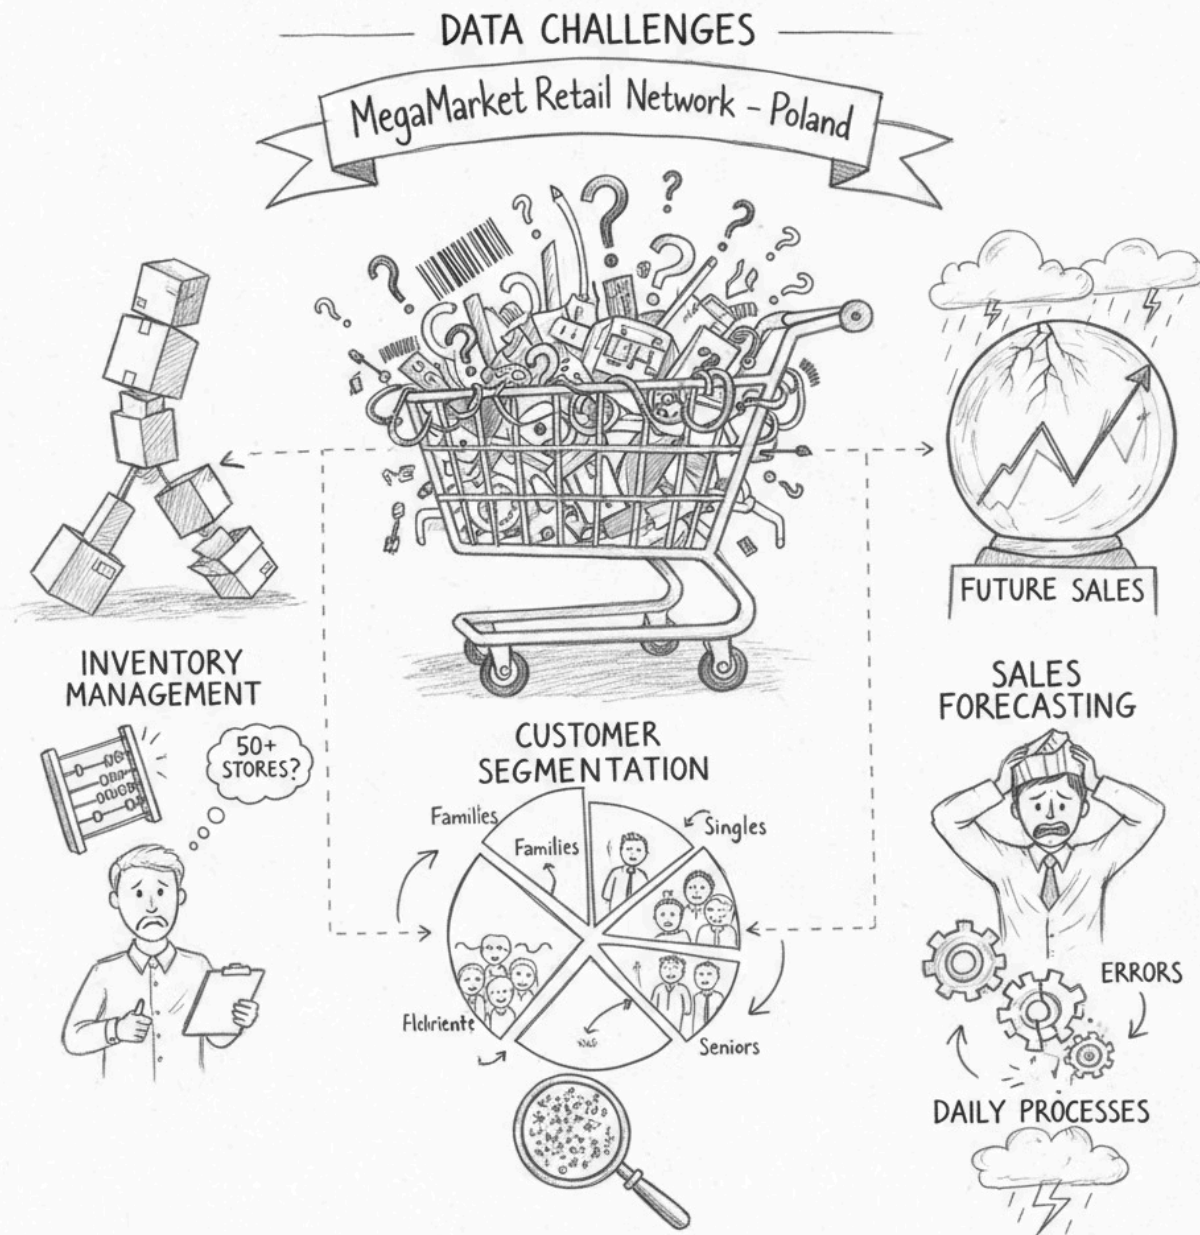 DATA CHALLENGES
MegaMarket Retail Network - Poland
FUTURE SALES
INVENTORY
MANAGEMENT
50+
STORES?
CUSTOMER
SEGMENTATION
Families
Families
Singles
Seniors
SALES
FORECASTING
ERRORS
DAILY PROCESSES